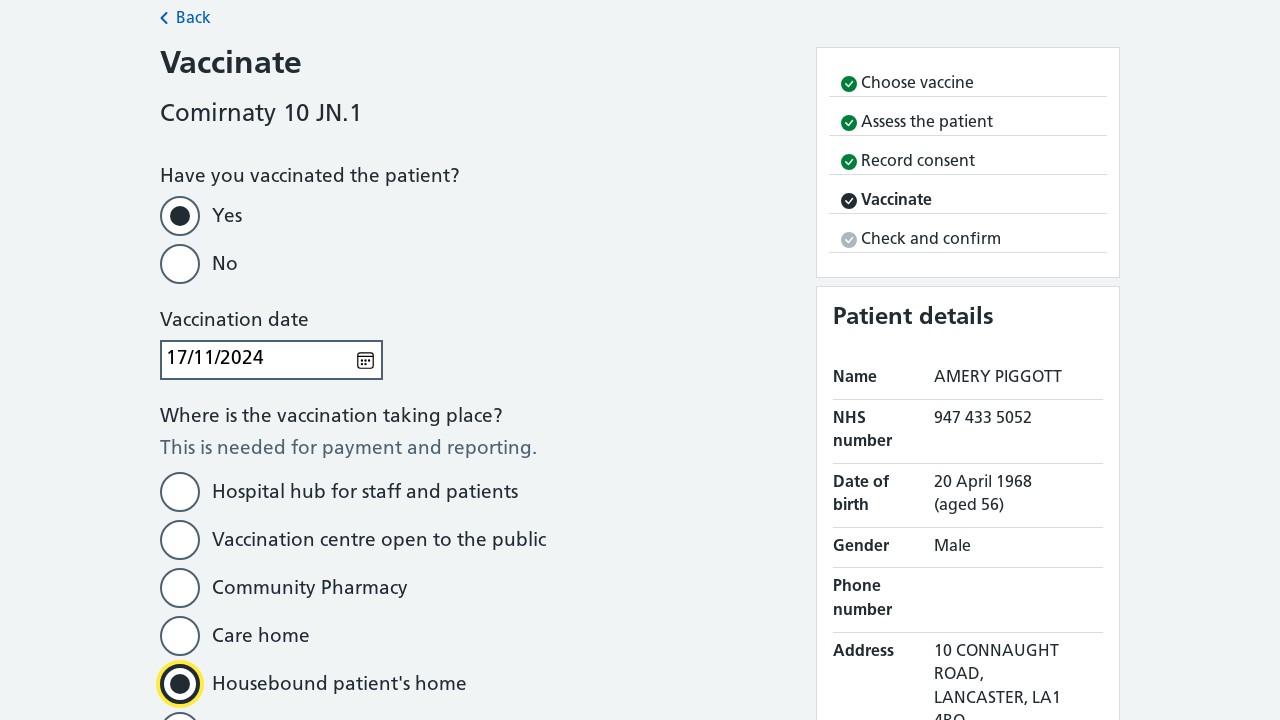 Back
Vaccinate
Comirnaty 10 JN.1
Have you vaccinated the patient?
Yes
No
Vaccination date
17/11/2024
Where is the vaccination taking place?
This is needed for payment and reporting.
Hospital hub for staff and patients
Vaccination centre open to the public
Community Pharmacy
Care home
Housebound patient's home
Choose vaccine
Assess the patient
Record consent
Vaccinate
Check and confirm
Patient details
Name AMERY PIGGOTT
NHS number 947 433 5052
Date of birth 20 April 1968 (aged 56)
Gender Male
Phone number
Address 10 CONNAUGHT
ROAD,
LANCASTER, LA1